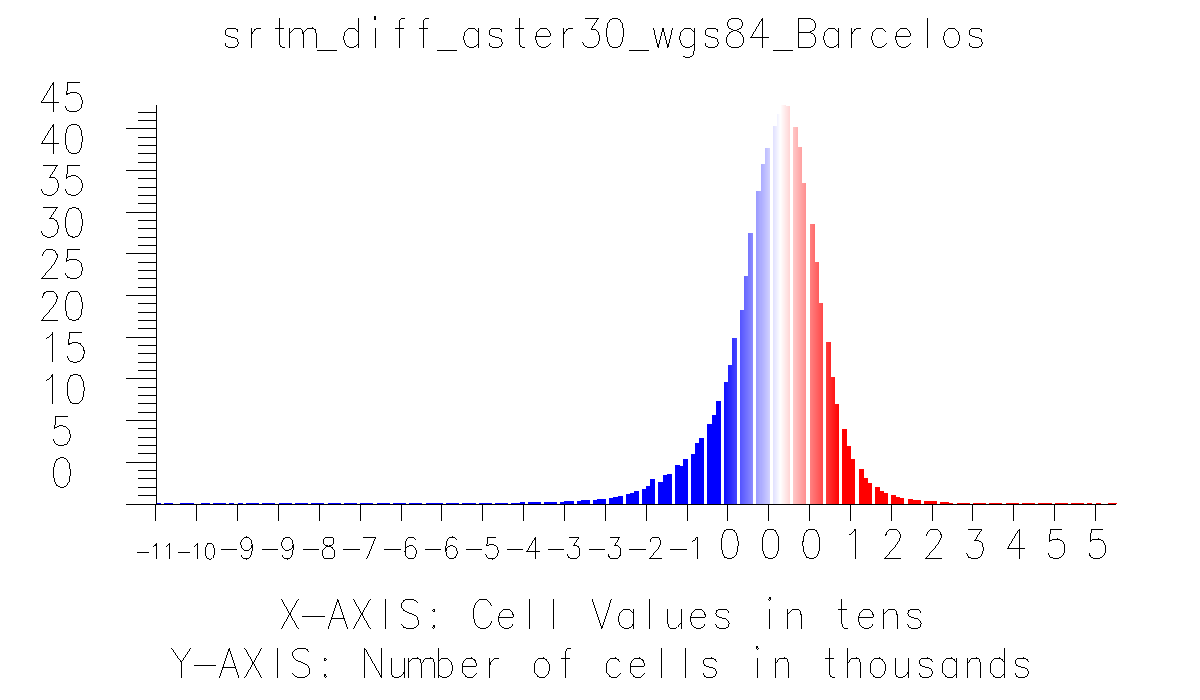 srtm_diff_aster30_wgs84_Barcelos
45
40
35
30
25
20
15
10
5
0
-11 -10 -9 -9 -8 -7 -6 -6 -5 -4 -3 -3 -2 -1 0 0 0 1 2 2 3 4 5 5
X-AXIS: Cell Values in tens
Y-AXIS: Number of cells in thousands